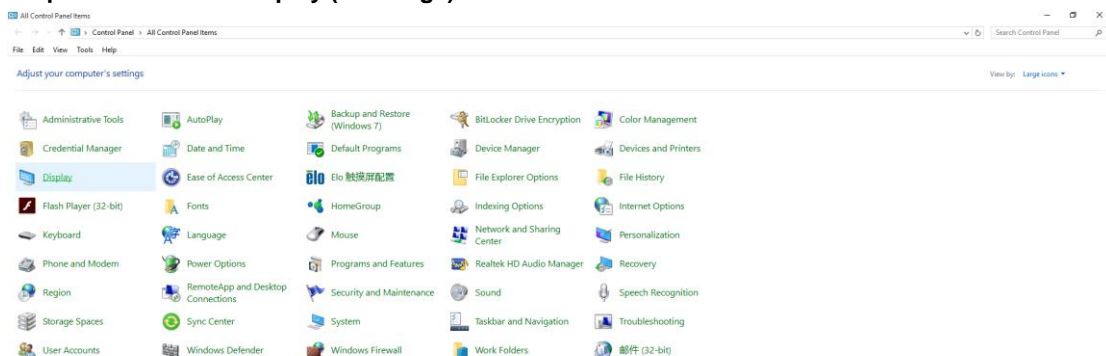 All Control Panel Items
Control Panel › All Control Panel Items
Search Control Panel
File Edit View Tools Help
Adjust your computer's settings
View by: Large icons
Administrative Tools
AutoPlay
Backup and Restore
(Windows 7)
BitLocker Drive Encryption
Color Management
Credential Manager
Date and Time
Default Programs
Device Manager
Devices and Printers
Display
Ease of Access Center
elo Elo 触摸屏配置
File Explorer Options
File History
Flash Player (32-bit)
Fonts
HomeGroup
Indexing Options
Internet Options
Keyboard
Language
Mouse
Network and Sharing
Center
Personalization
Phone and Modem
Power Options
Programs and Features
Realtek HD Audio Manager
Recovery
Region
RemoteApp and Desktop
Connections
Security and Maintenance
Sound
Speech Recognition
Storage Spaces
Sync Center
System
Taskbar and Navigation
Troubleshooting
User Accounts
Windows Defender
Windows Firewall
Work Folders
邮件 (32-bit)